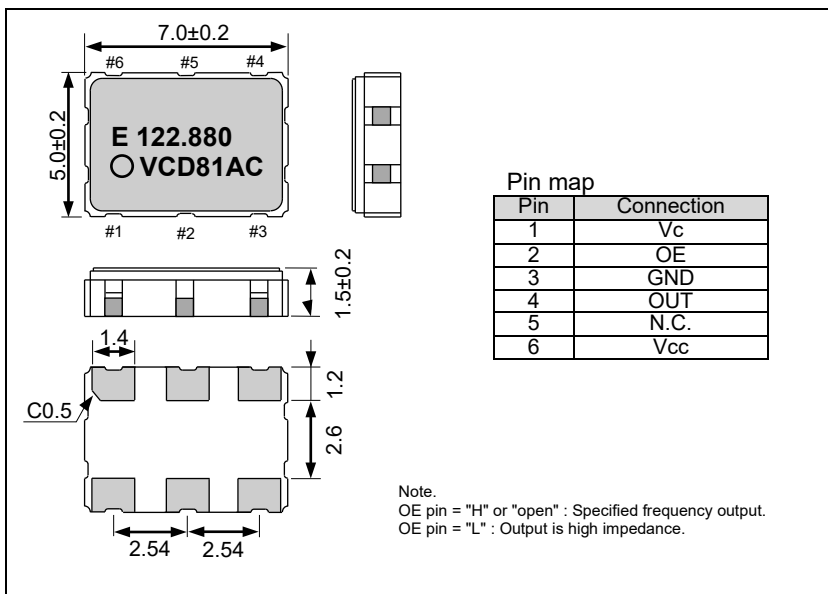 7.0±0.2
#6 #5 #4
5.0±0.2
E 122.880
VCD81AC
#1 #2 #3
1.5±0.2
1.4
1.2
C0.5
2.6
2.54 2.54
Pin map
Pin Connection
1 Vc
2 OE
3 GND
4 OUT
5 N.C.
6 Vcc
Note.
OE pin = "H" or "open" : Specified frequency output.
OE pin = "L" : Output is high impedance.